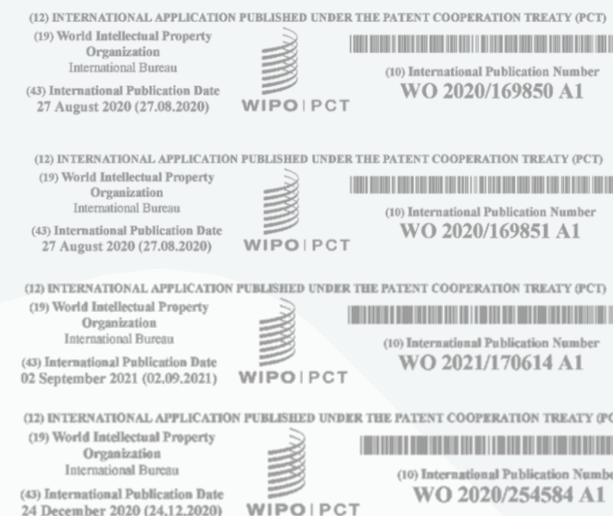 (12) INTERNATIONAL APPLICATION PUBLISHED UNDER THE PATENT COOPERATION TREATY (PCT)
(19) World Intellectual Property
Organization
International Bureau
(43) International Publication Date
27 August 2020 (27.08.2020)
WIPO|PCT
(10) International Publication Number
WO 2020/169850 A1
(12) INTERNATIONAL APPLICATION PUBLISHED UNDER THE PATENT COOPERATION TREATY (PCT)
(19) World Intellectual Property
Organization
International Bureau
(43) International Publication Date
27 August 2020 (27.08.2020)
WIPO|PCT
(10) International Publication Number
WO 2020/169851 A1
(12) INTERNATIONAL APPLICATION PUBLISHED UNDER THE PATENT COOPERATION TREATY (PCT)
(19) World Intellectual Property
Organization
International Bureau
(43) International Publication Date
02 September 2021 (02.09.2021)
WIPO|PCT
(10) International Publication Number
WO 2021/170614 A1
(12) INTERNATIONAL APPLICATION PUBLISHED UNDER THE PATENT COOPERATION TREATY (PC
(19) World Intellectual Property
Organization
International Bureau
(43) International Publication Date
24 December 2020 (24.12.2020)
WIPO|PCT
(10) International Publication Numbe
WO 2020/254584 A1